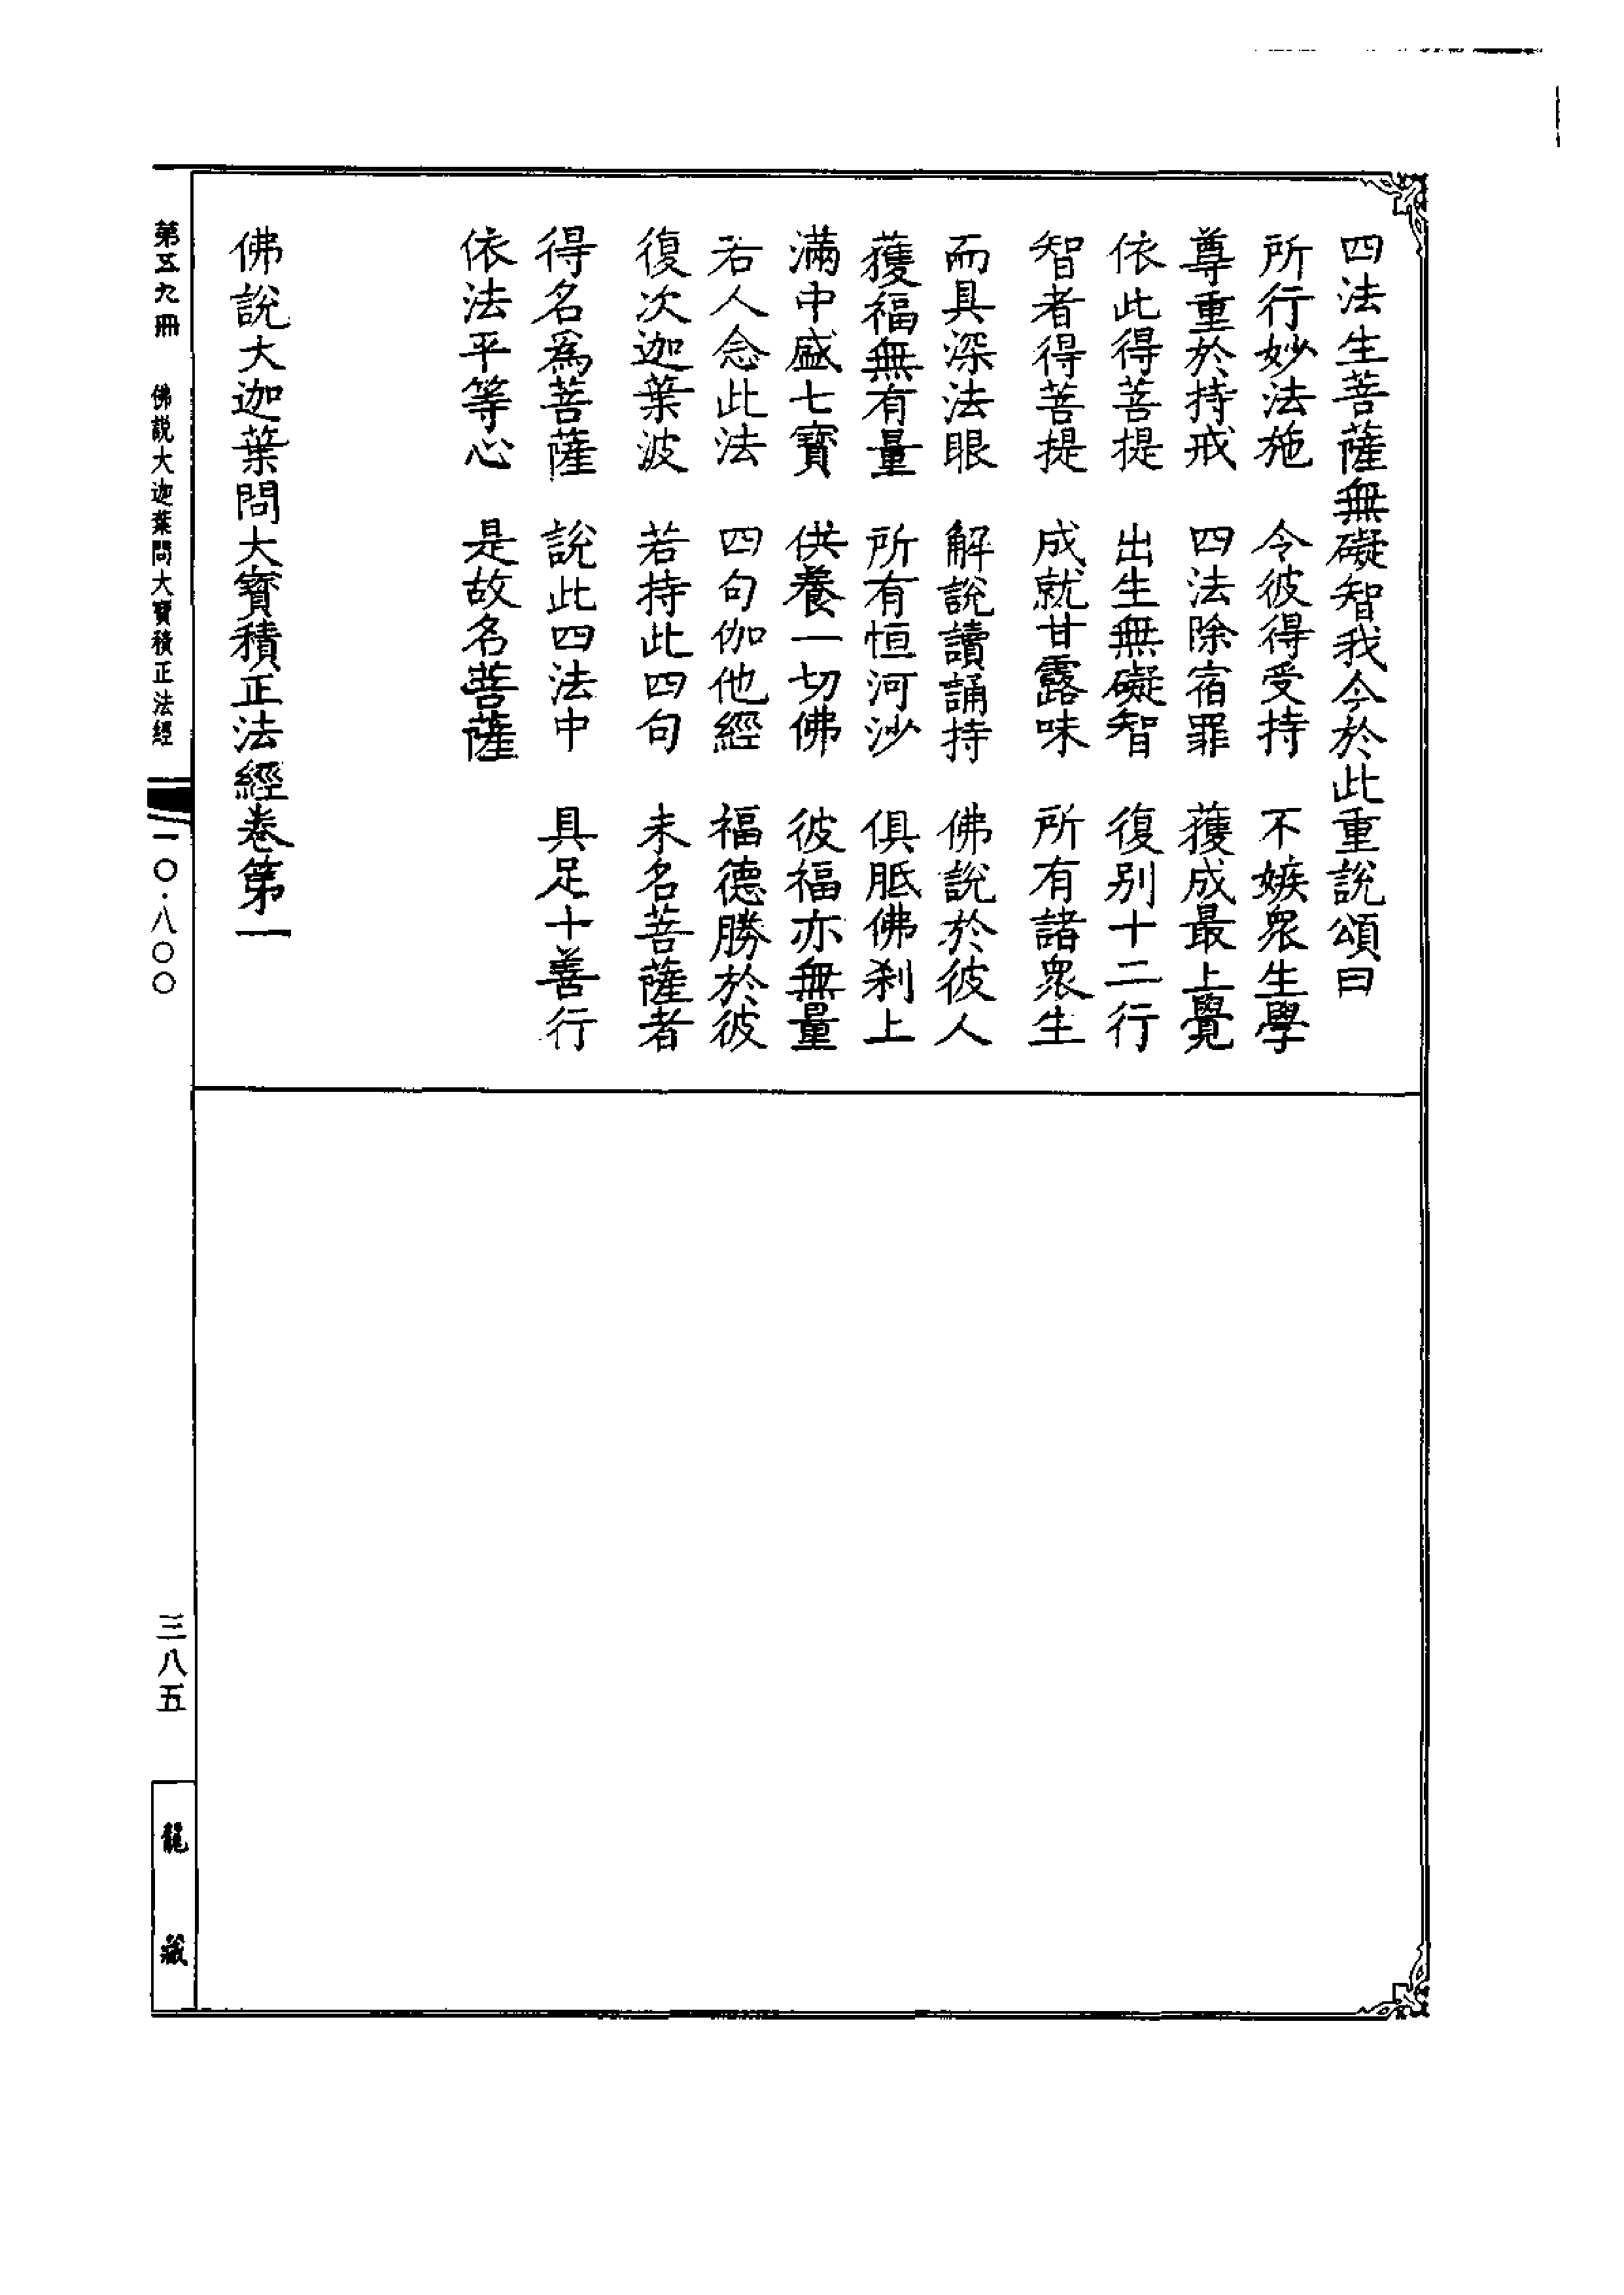 四法生菩薩無礙智我今於此重說頌曰
所行妙法施　令彼得受持　不嫉衆生學
尊重於持戒　四法除宿罪　獲成最上覺
依此得菩提　出生無礙智　復別十二行
智者得菩提　成就甘露味　所有諸衆生
而具深法眼　解說讀誦持　佛說於彼人
獲福無有量　所有恒河沙　俱胝佛剎上
滿中盛七寶　供養一切佛　彼福亦無量
若人念此法　四句伽他經　福德勝於彼
復次迦葉波　若持此四句　未名菩薩者
得名爲菩薩　說此四法中　具足十善行
依法平等心　是故名菩薩
佛說大迦葉問大寶積正法經卷第一
第五九冊　佛説大迦葉問大寶積正法經　一〇·八〇〇
三八五
龍藏